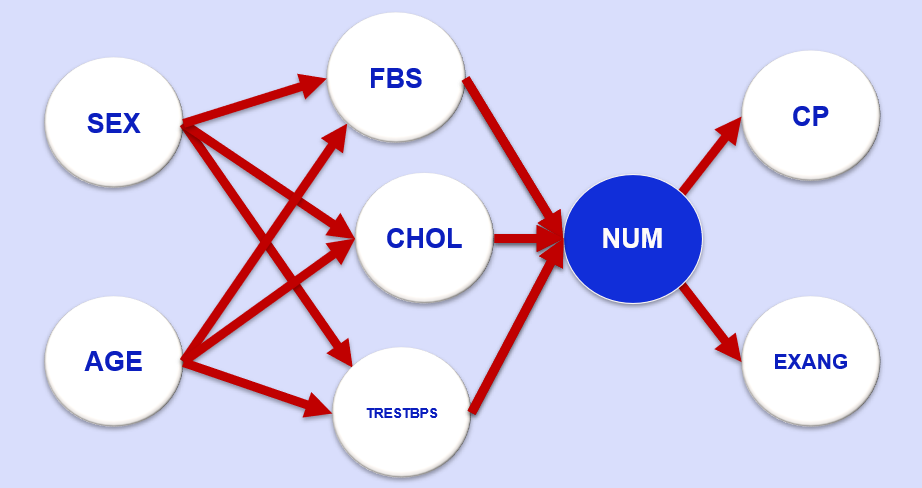 SEX
AGE
FBS
CHOL
TRESTBPS
NUM
CP
EXANG